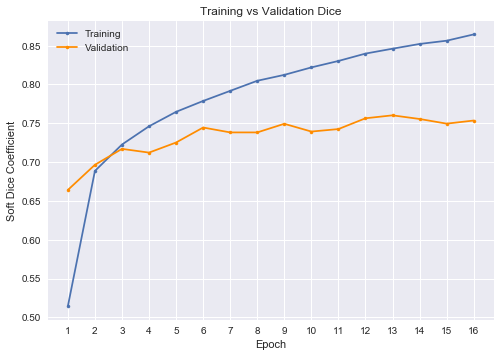 Training vs Validation Dice
Training
Validation
Soft Dice Coefficient
0.85
0.80
0.75
0.70
0.65
0.60
0.55
0.50
1 2 3 4 5 6 7 8 9 10 11 12 13 14 15 16
Epoch